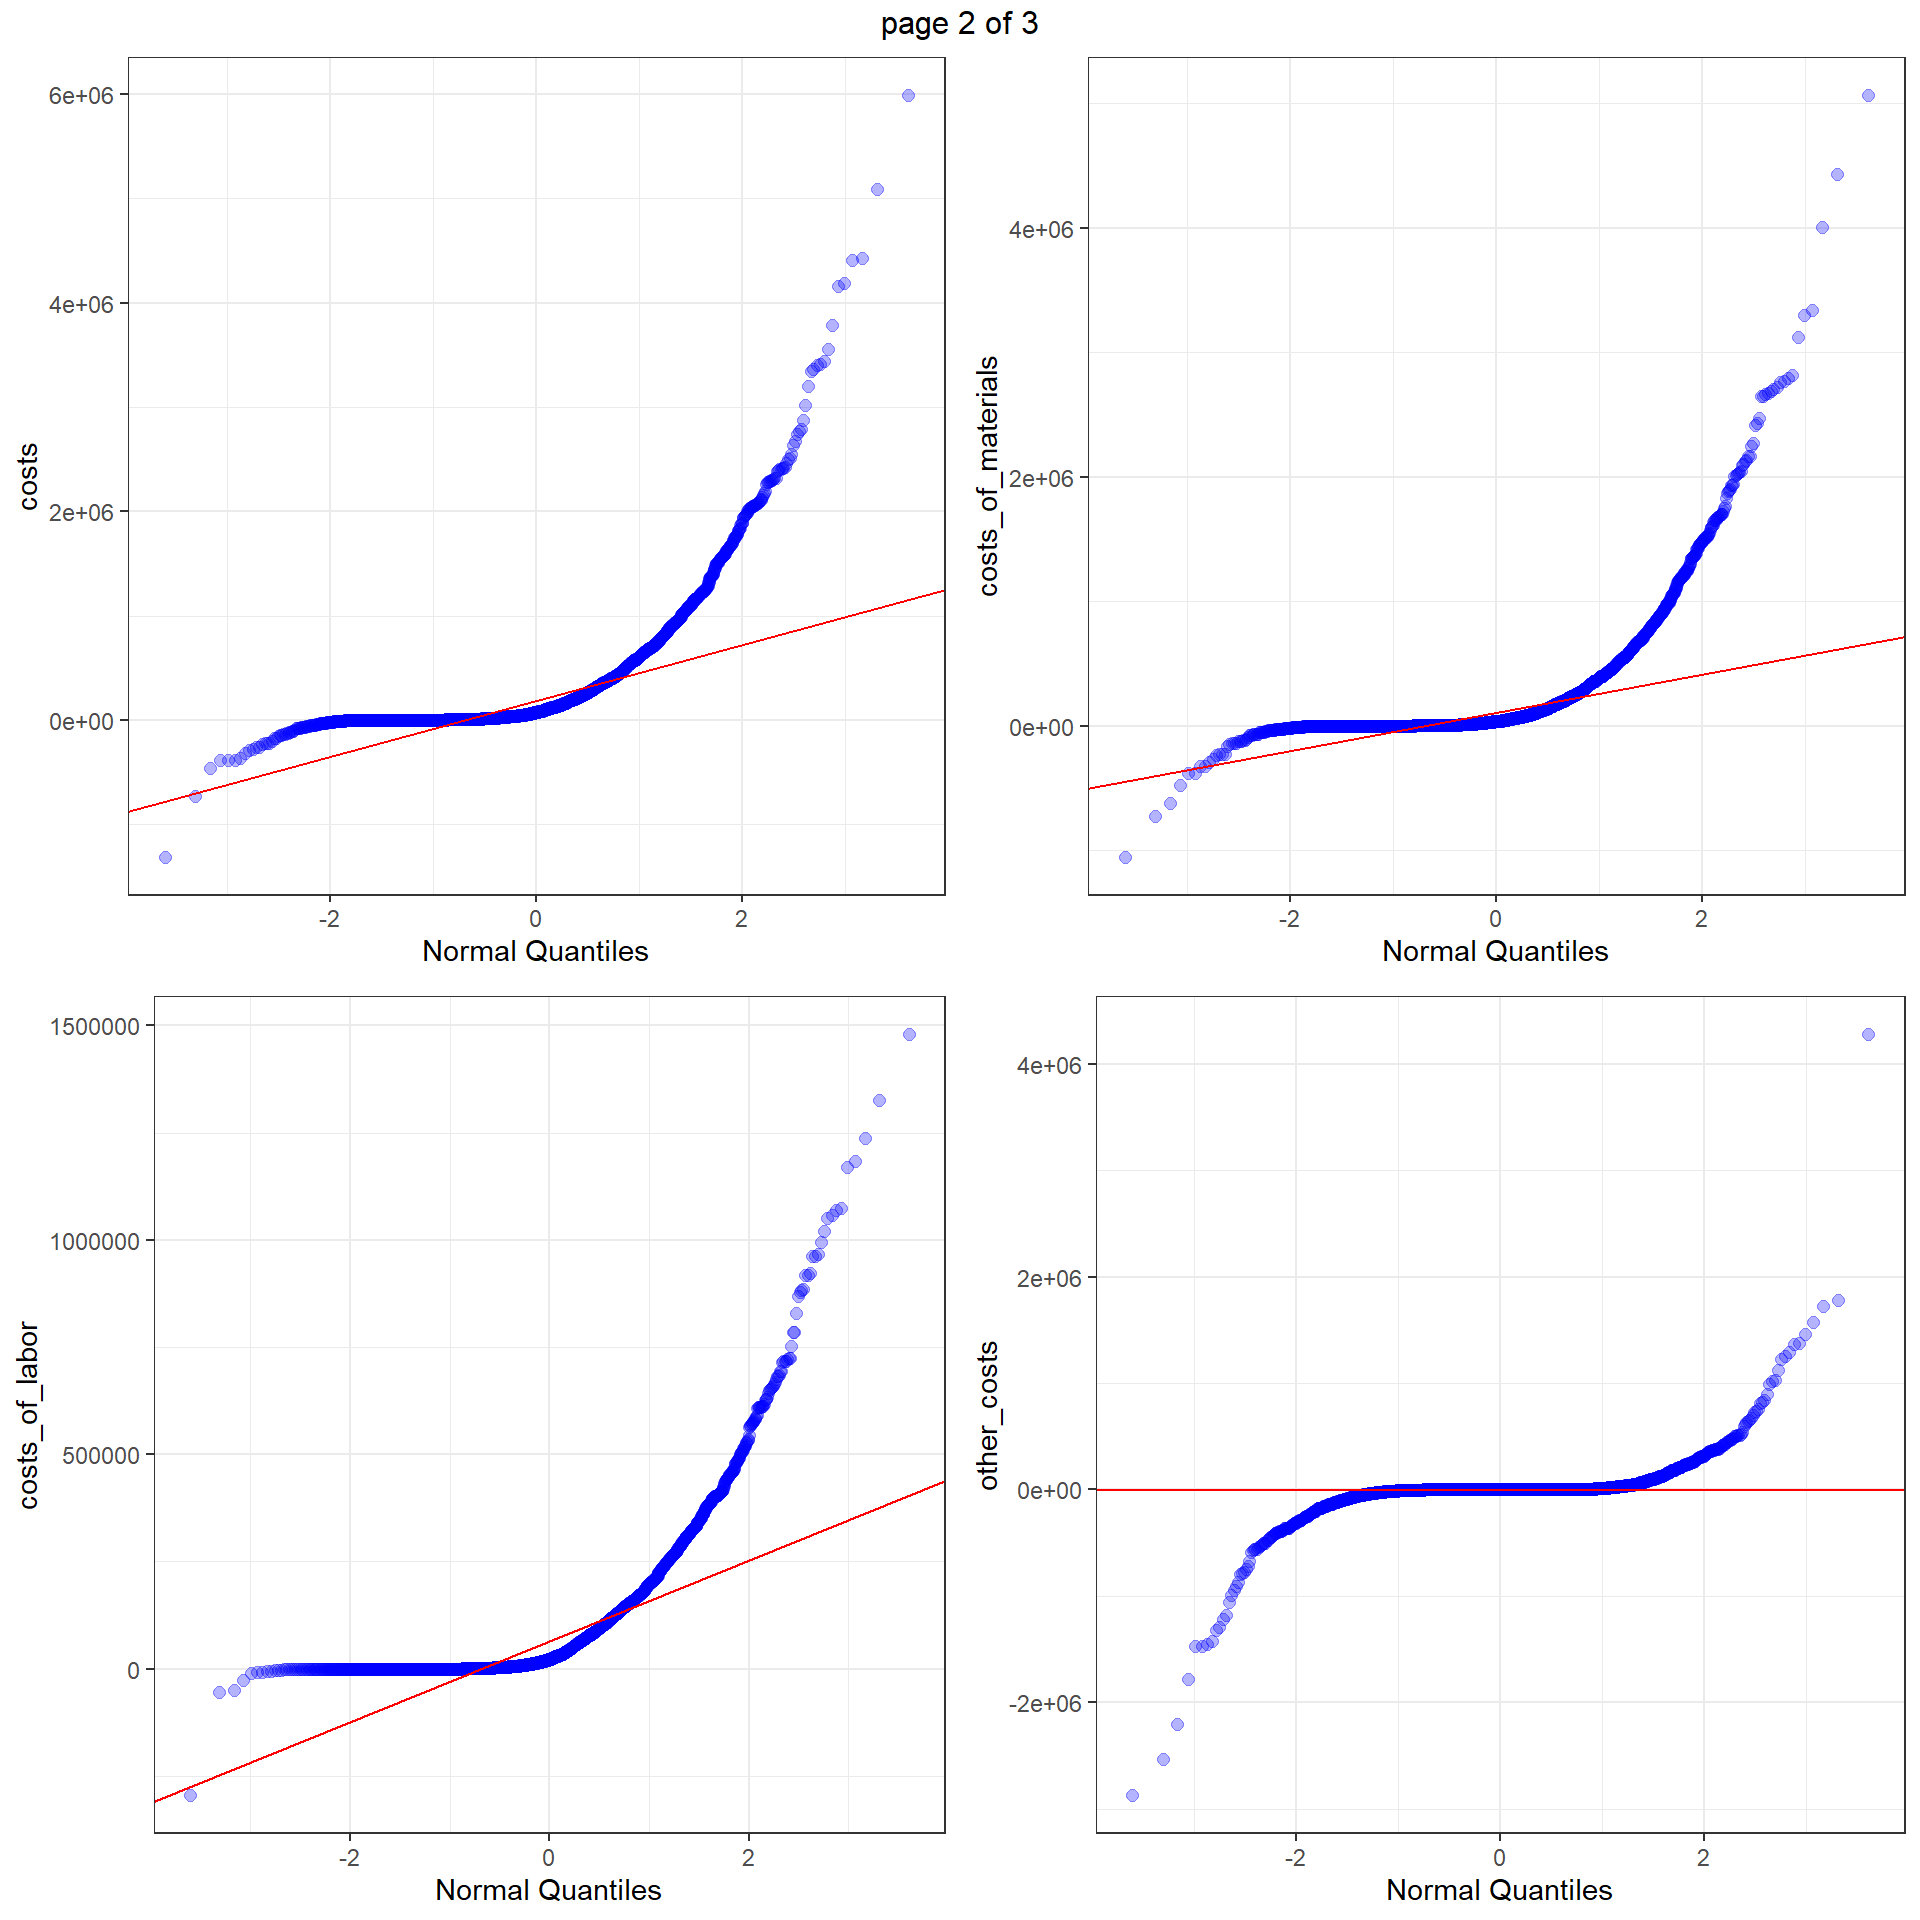 page 2 of 3
6e+06
4e+06
2e+06
0e+00
costs
-2 0 2
Normal Quantiles
4e+06
2e+06
0e+00
costs_of_materials
-2 0 2
Normal Quantiles
1500000
1000000
500000
0
costs_of_labor
-2 0 2
Normal Quantiles
4e+06
2e+06
0e+00
-2e+06
other_costs
-2 0 2
Normal Quantiles